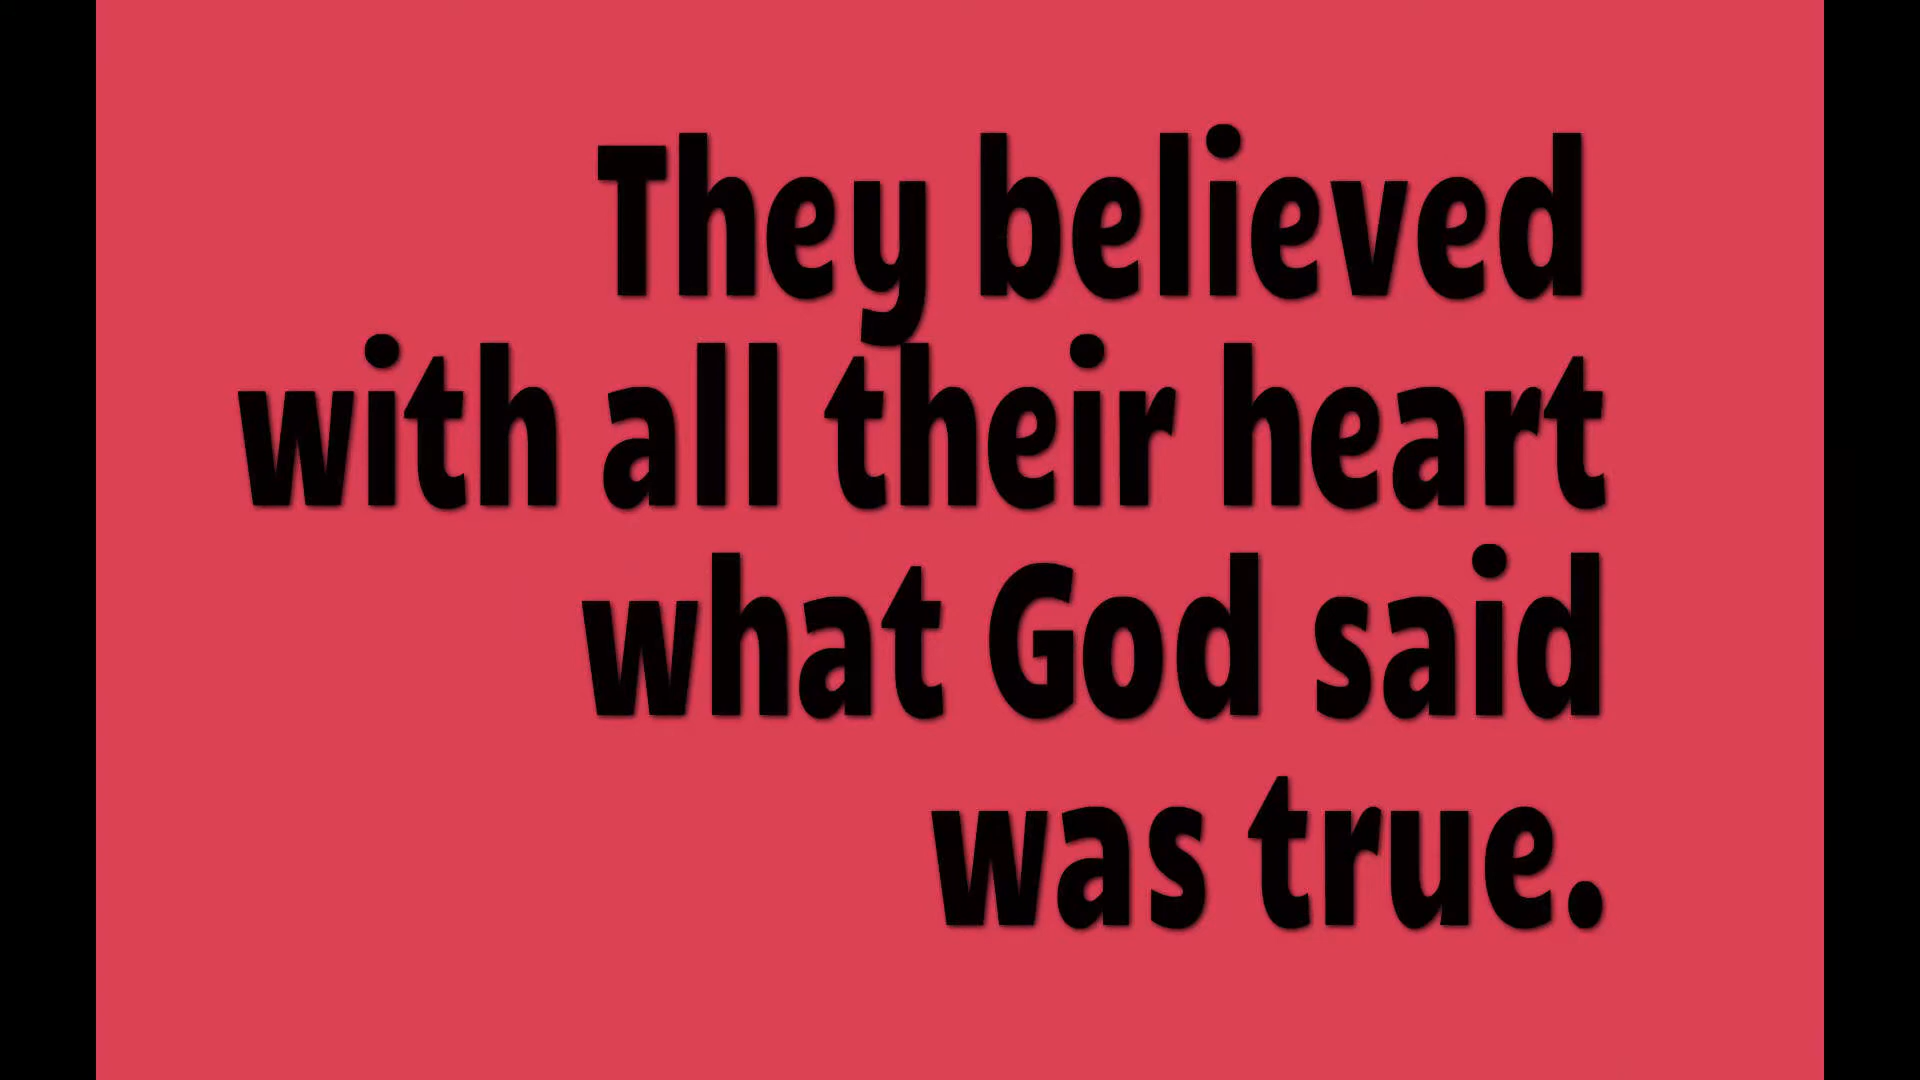 They believed
with all their heart
what God said
was true.